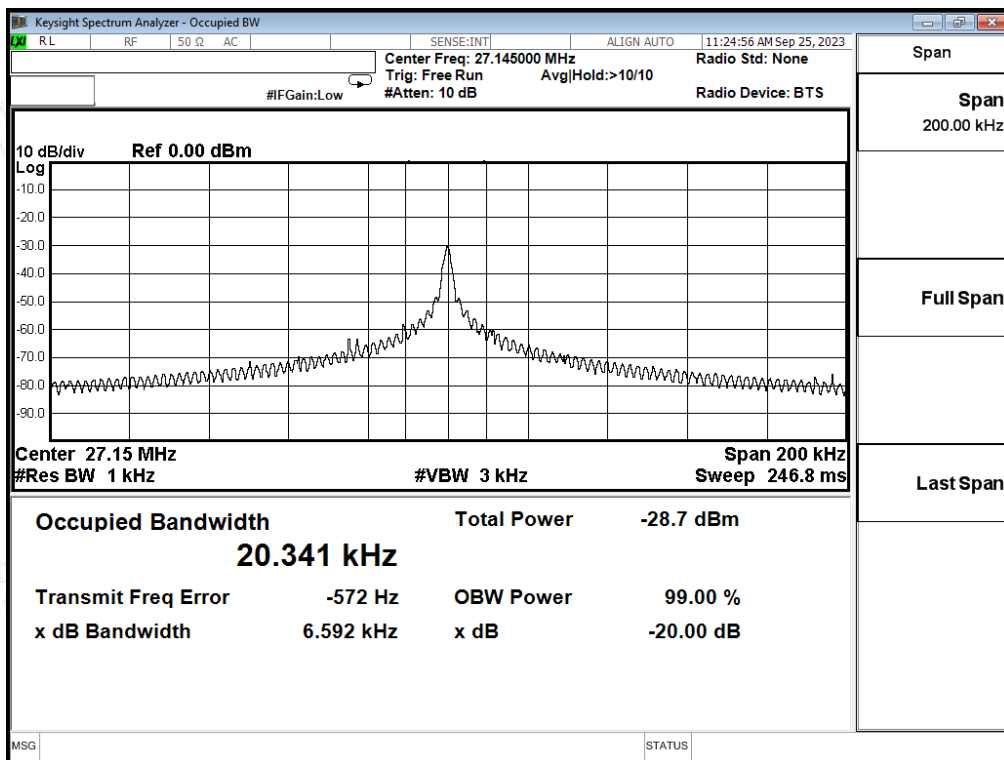 Keysight Spectrum Analyzer - Occupied BW
LXI RL RF 50 Ω AC SENSE:INT ALIGN AUTO 11:24:56 AM Sep 25, 2023
Center Freq: 27.145000 MHz Radio Std: None
Trig: Free Run Avg|Hold:>10/10
#IFGain:Low #Atten: 10 dB Radio Device: BTS
Span
Span
200.00 kHz
Full Span
Last Span
10 dB/div Ref 0.00 dBm
Log
-10.0
-20.0
-30.0
-40.0
-50.0
-60.0
-70.0
-80.0
-90.0
Center 27.15 MHz Span 200 kHz
#Res BW 1 kHz #VBW 3 kHz Sweep 246.8 ms
Occupied Bandwidth Total Power -28.7 dBm
20.341 kHz
Transmit Freq Error -572 Hz OBW Power 99.00 %
x dB Bandwidth 6.592 kHz x dB -20.00 dB
MSG STATUS